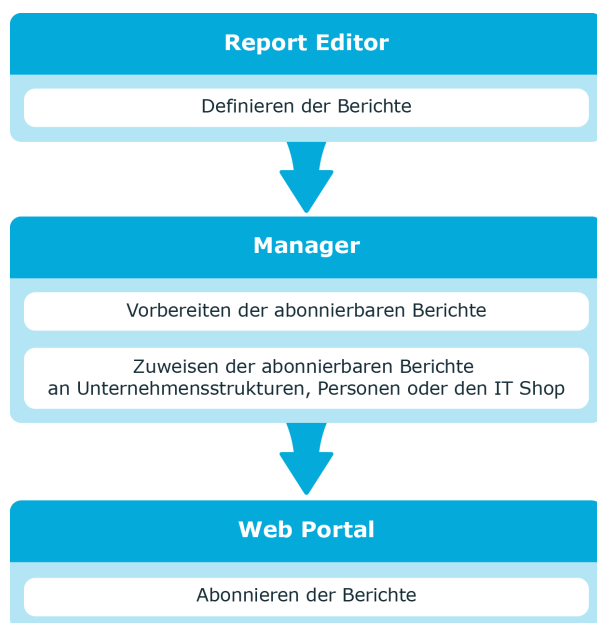 Report Editor
Definieren der Berichte
Manager
Vorbereiten der abonnierbaren Berichte
Zuweisen der abonnierbaren Berichte
an Unternehmensstrukturen, Personen oder den IT Shop
Web Portal
Abonnieren der Berichte